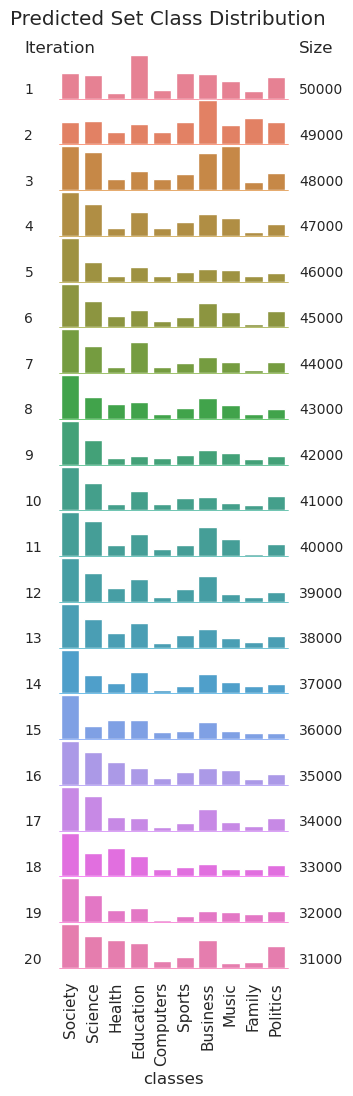 Predicted Set Class Distribution
Iteration Size
1 50000
2 49000
3 48000
4 47000
5 46000
6 45000
7 44000
8 43000
9 42000
10 41000
11 40000
12 39000
13 38000
14 37000
15 36000
16 35000
17 34000
18 33000
19 32000
20 31000
Society
Science
Health
Education
Computers
Sports
Business
Music
Family
Politics
classes